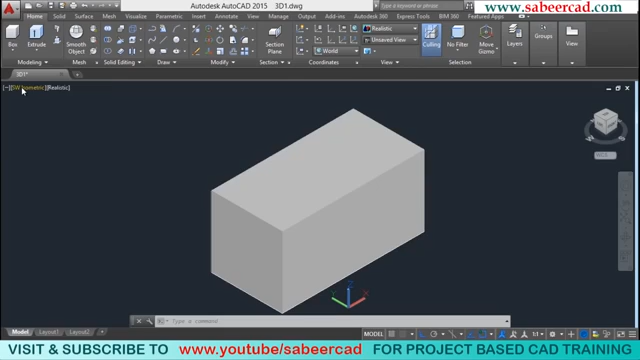 Autodesk AutoCAD 2015   3D1.dwg
www.sabeercad.com
Home Solid Surface Mesh Visualize Parametric Insert Annotate View Manage Output Add-ins Autodesk 360 Express Tools BIM 360 Featured Apps
Box
Extrude
Smooth Object
Section Plane
Realistic
Unsaved View
World
Culling
Move Gizmo
Layers
Groups
View
Modeling Mesh Solid Editing Draw Modify Section Coordinates View Selection
3D1*
[−][SW Isometric][Realistic]
Type a command
Model Layout1 Layout2 +
MODEL
VISIT & SUBSCRIBE TO www.youtube/sabeercad FOR PROJECT BASED CAD TRAINING